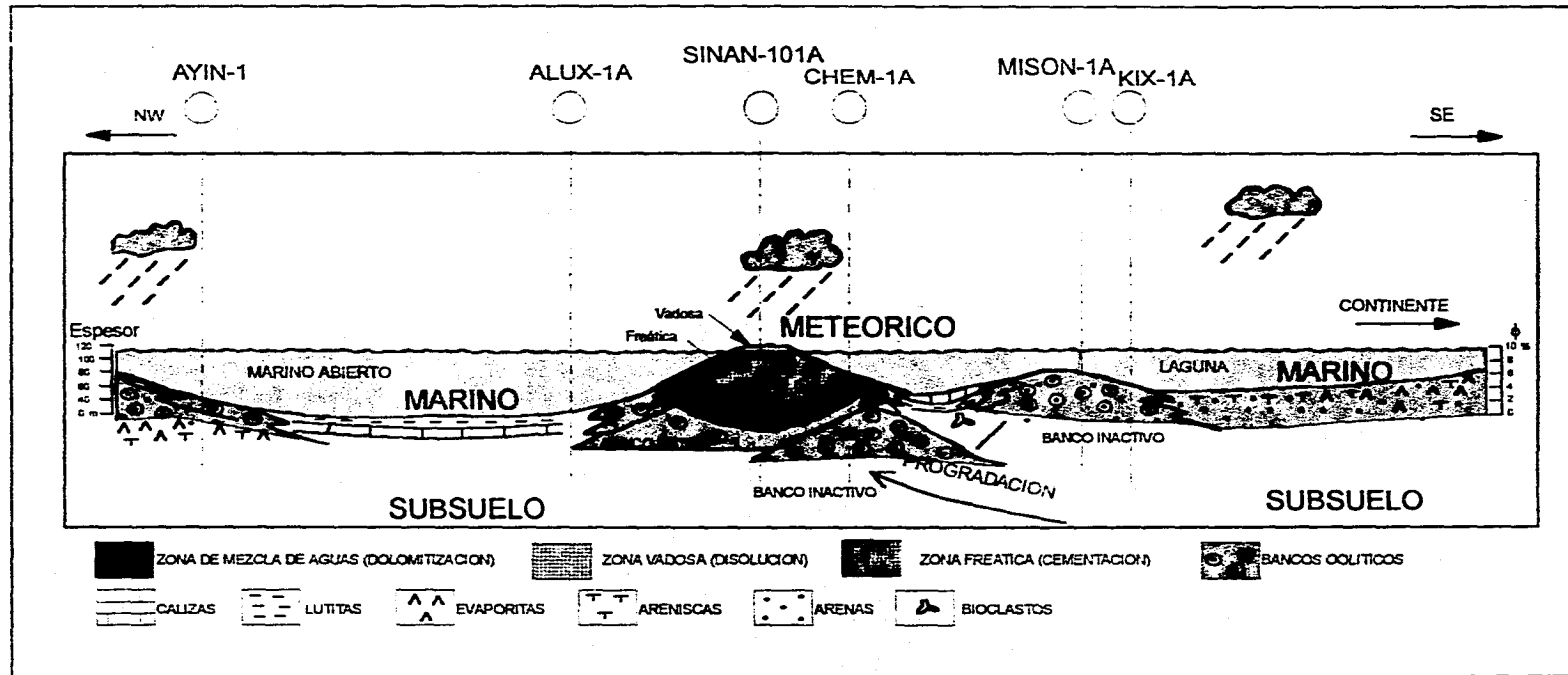 SINAN-101A
AYIN-1 ALUX-1A CHEM-1A MISON-1A KIX-1A
NW SE
Vadosa
Freática
METEORICO
CONTINENTE
Espesor
MARINO ABIERTO
MARINO
LAGUNA
MARINO
BANCO INACTIVO
PROGRADACION
BANCO INACTIVO
SUBSUELO
SUBSUELO
ZONA DE MEZCLA DE AGUAS (DOLOMITIZACION) ZONA VADOSA (DISOLUCION) ZONA FREATICA (CEMENTACION) BANCOS OOLITICOS
CALIZAS LUTITAS EVAPORITAS ARENISCAS ARENAS BIOCLASTOS